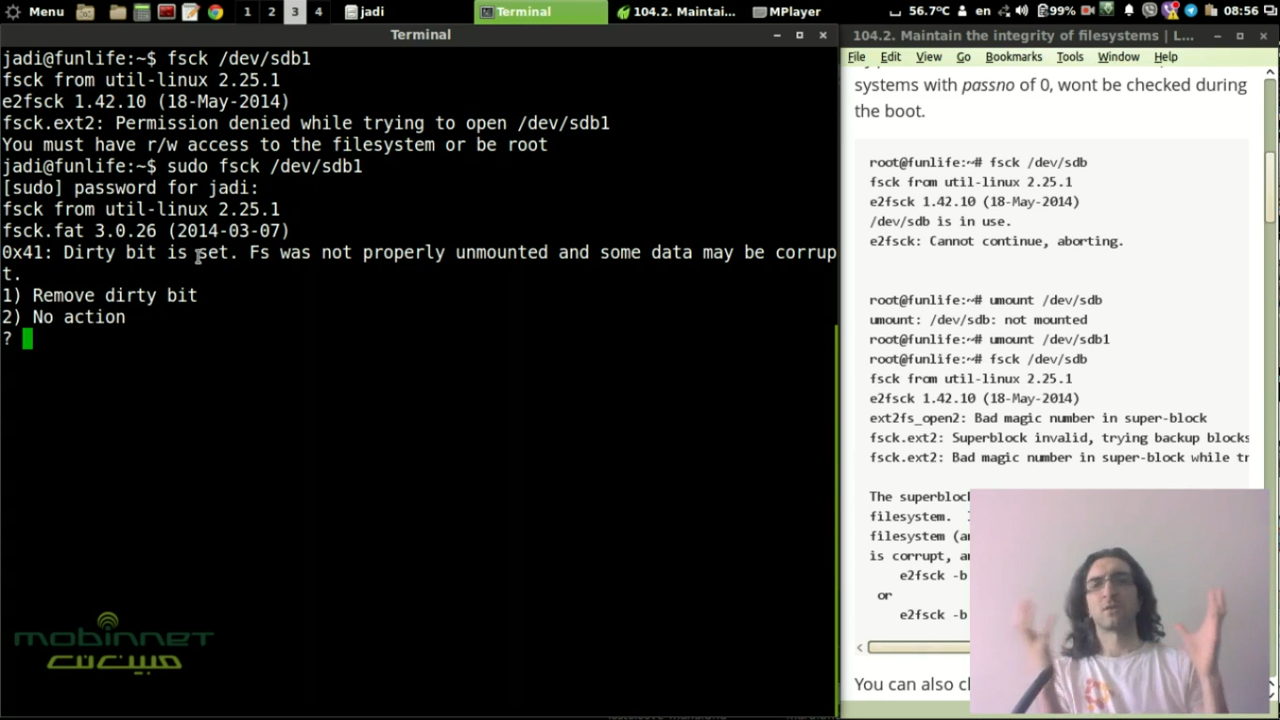 Menu
1
2
3
4
jadi
Terminal
104.2. Maintai...
MPlayer
56.7°C
en
99%
08:56
Terminal
jadi@funlife:~$ fsck /dev/sdb1
fsck from util-linux 2.25.1
e2fsck 1.42.10 (18-May-2014)
fsck.ext2: Permission denied while trying to open /dev/sdb1
You must have r/w access to the filesystem or be root
jadi@funlife:~$ sudo fsck /dev/sdb1
[sudo] password for jadi:
fsck from util-linux 2.25.1
fsck.fat 3.0.26 (2014-03-07)
0x41: Dirty bit is set. Fs was not properly unmounted and some data may be corrup
t.
1) Remove dirty bit
2) No action
?
mobinnet
مبین نت
104.2. Maintain the integrity of filesystems | L...
File Edit View Go Bookmarks Tools Window Help
systems with passno of 0, wont be checked during
the boot.
root@funlife:~# fsck /dev/sdb
fsck from util-linux 2.25.1
e2fsck 1.42.10 (18-May-2014)
/dev/sdb is in use.
e2fsck: Cannot continue, aborting.
root@funlife:~# umount /dev/sdb
umount: /dev/sdb: not mounted
root@funlife:~# umount /dev/sdb1
root@funlife:~# fsck /dev/sdb
fsck from util-linux 2.25.1
e2fsck 1.42.10 (18-May-2014)
ext2fs_open2: Bad magic number in super-block
fsck.ext2: Superblock invalid, trying backup blocks
fsck.ext2: Bad magic number in super-block while tr
The superbloc
filesystem.
filesystem (a
is corrupt, a
e2fsck -b
or
e2fsck -b
You can also c